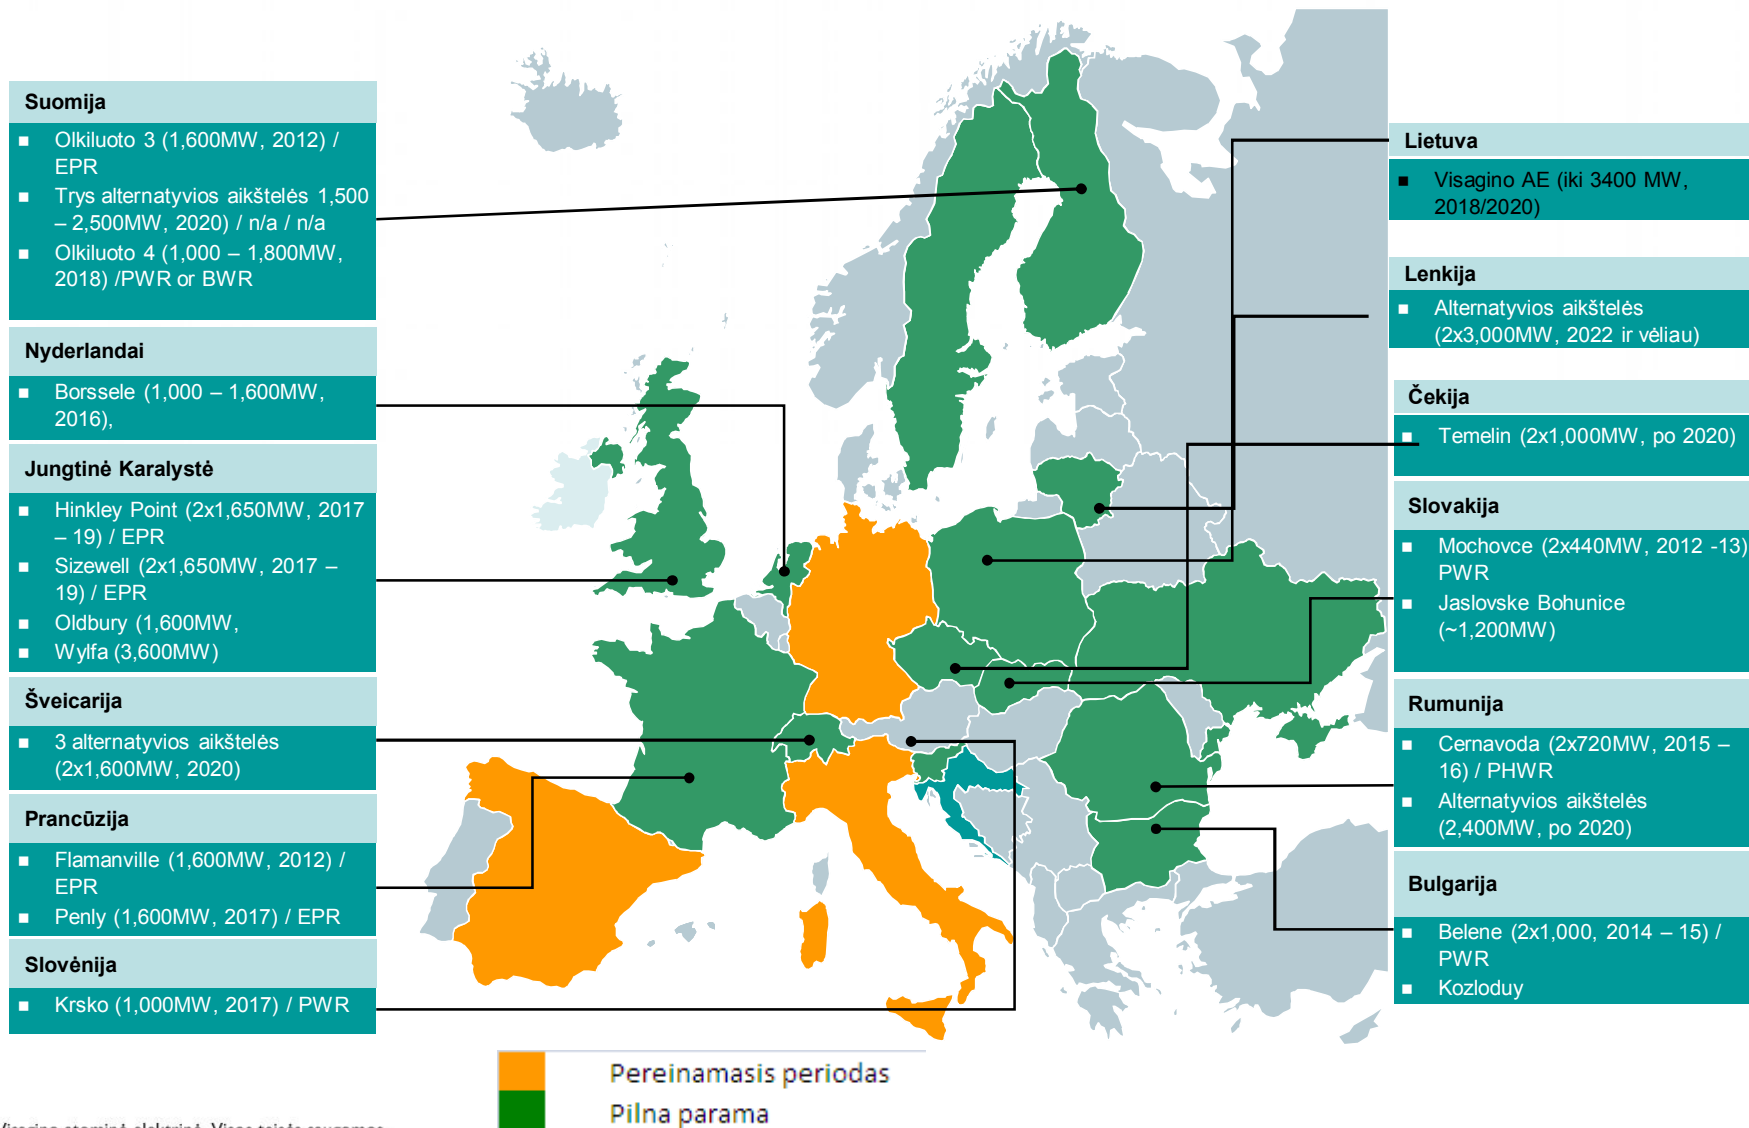 Suomija
▪ Olkiluoto 3 (1,600MW, 2012) /
EPR
▪ Trys alternatyvios aikštelės 1,500
– 2,500MW, 2020) / n/a / n/a
▪ Olkiluoto 4 (1,000 – 1,800MW,
2018) /PWR or BWR
Nyderlandai
▪ Borssele (1,000 – 1,600MW,
2016),
Jungtinė Karalystė
▪ Hinkley Point (2x1,650MW, 2017
– 19) / EPR
▪ Sizewell (2x1,650MW, 2017 –
19) / EPR
▪ Oldbury (1,600MW,
▪ Wylfa (3,600MW)
Šveicarija
▪ 3 alternatyvios aikštelės
(2x1,600MW, 2020)
Prancūzija
▪ Flamanville (1,600MW, 2012) /
EPR
▪ Penly (1,600MW, 2017) / EPR
Slovėnija
▪ Krsko (1,000MW, 2017) / PWR
Lietuva
▪ Visagino AE (iki 3400 MW,
2018/2020)
Lenkija
▪ Alternatyvios aikštelės
(2x3,000MW, 2022 ir vėliau)
Čekija
▪ Temelin (2x1,000MW, po 2020)
Slovakija
▪ Mochovce (2x440MW, 2012 -13)
PWR
▪ Jaslovske Bohunice
(~1,200MW)
Rumunija
▪ Cernavoda (2x720MW, 2015 –
16) / PHWR
▪ Alternatyvios aikštelės
(2,400MW, po 2020)
Bulgarija
▪ Belene (2x1,000, 2014 – 15) /
PWR
▪ Kozloduy
Pereinamasis periodas
Pilna parama